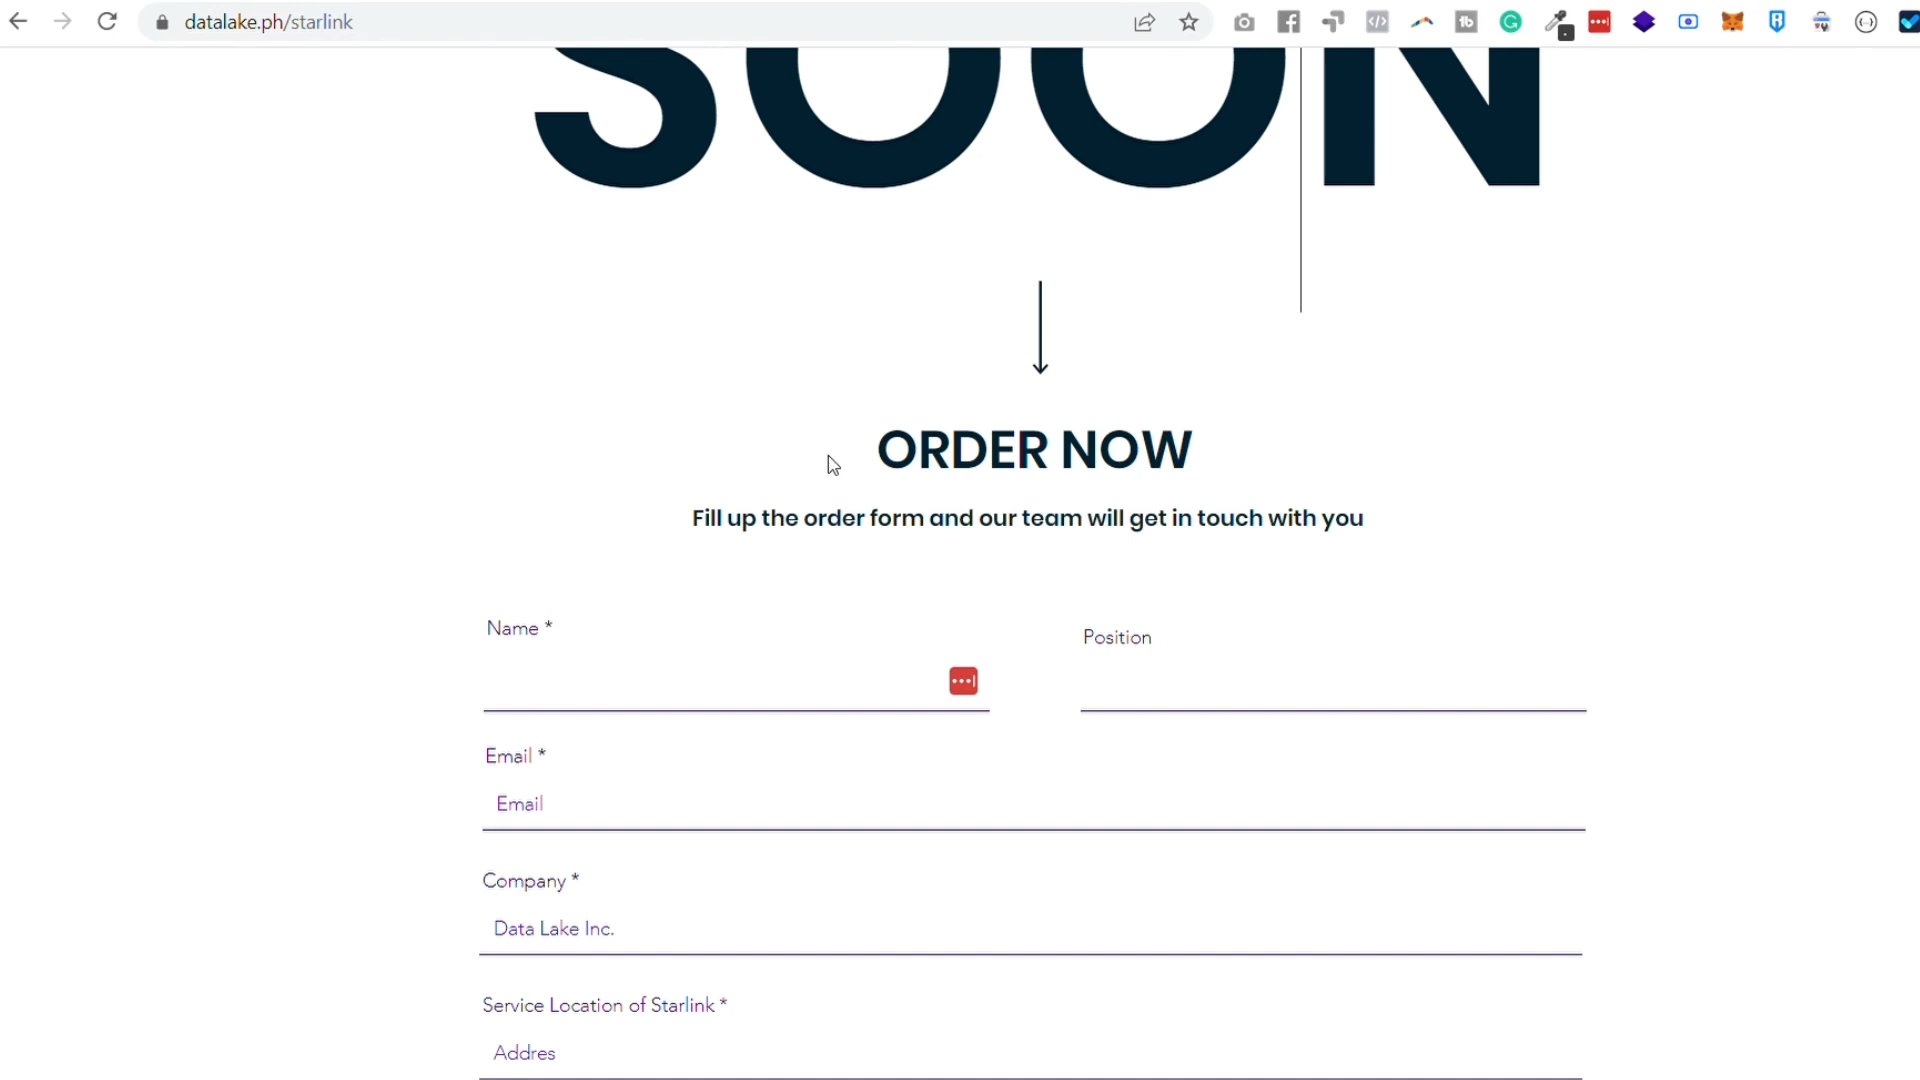 datalake.ph/starlink
SOON
ORDER NOW
Fill up the order form and our team will get in touch with you
Name *
Position
Email *
Email
Company *
Data Lake Inc.
Service Location of Starlink *
Addres